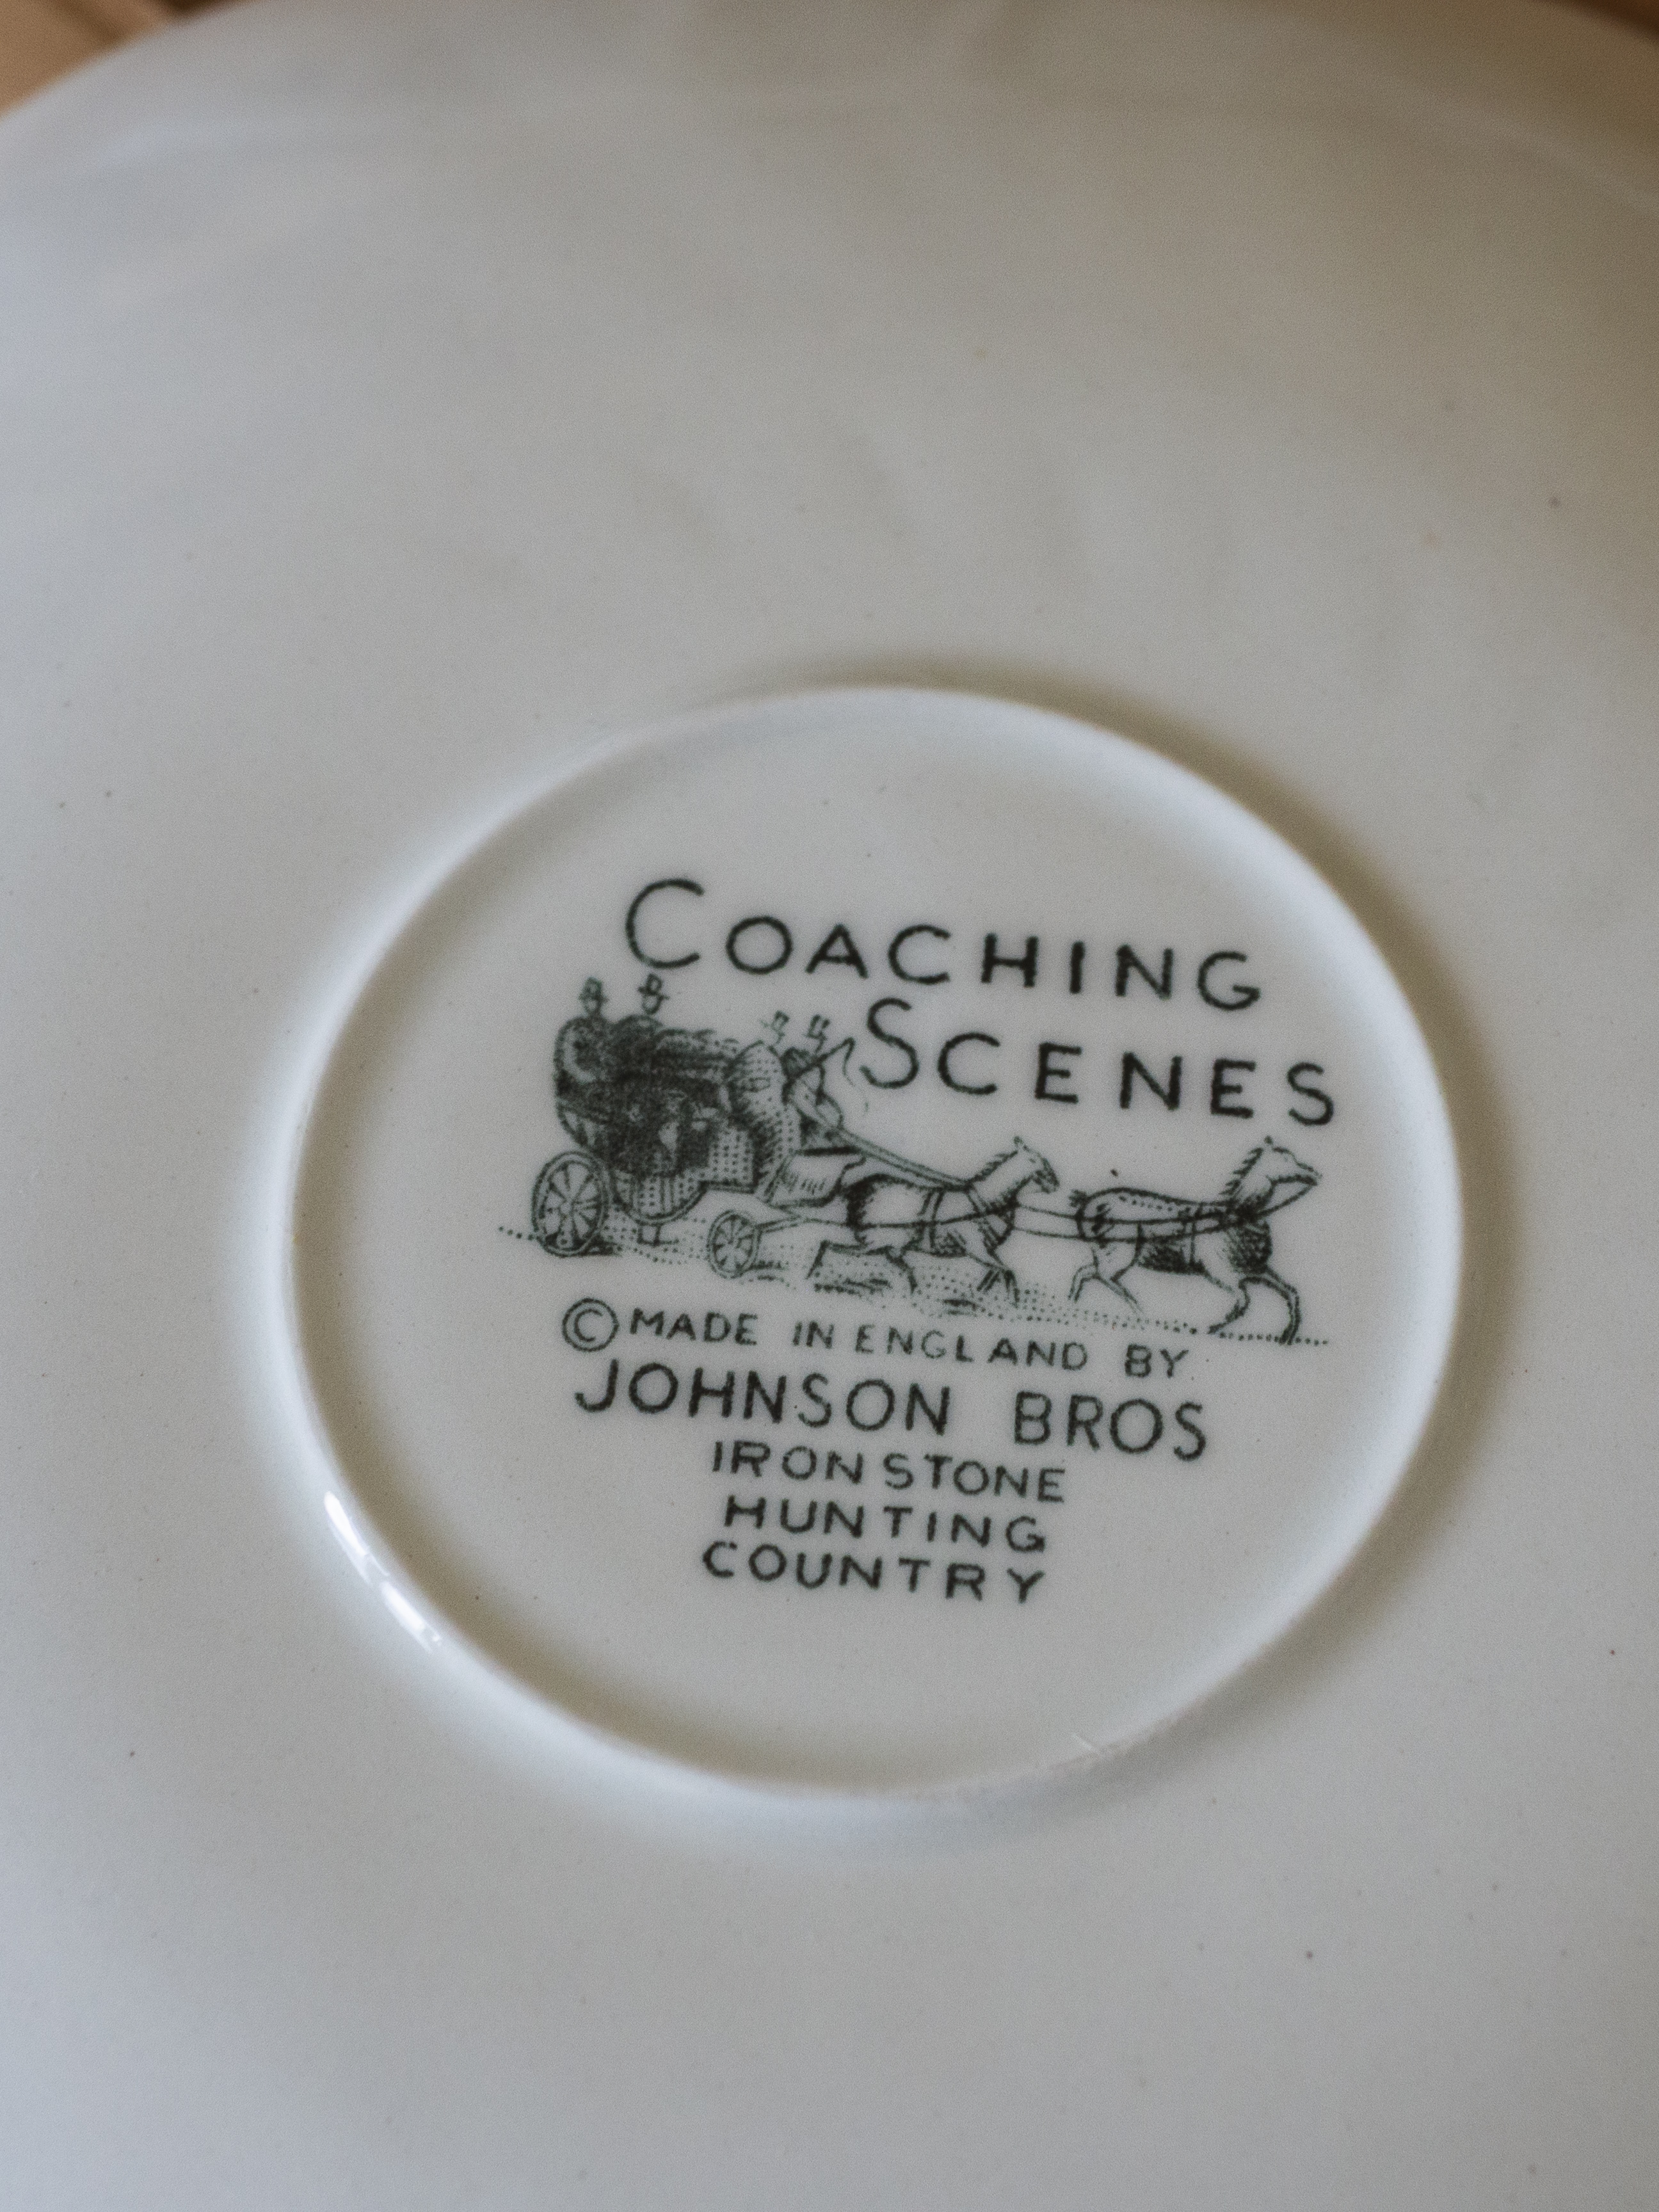 COACHING
SCENES
©MADE IN ENGLAND BY
JOHNSON BROS
IRONSTONE
HUNTING
COUNTRY